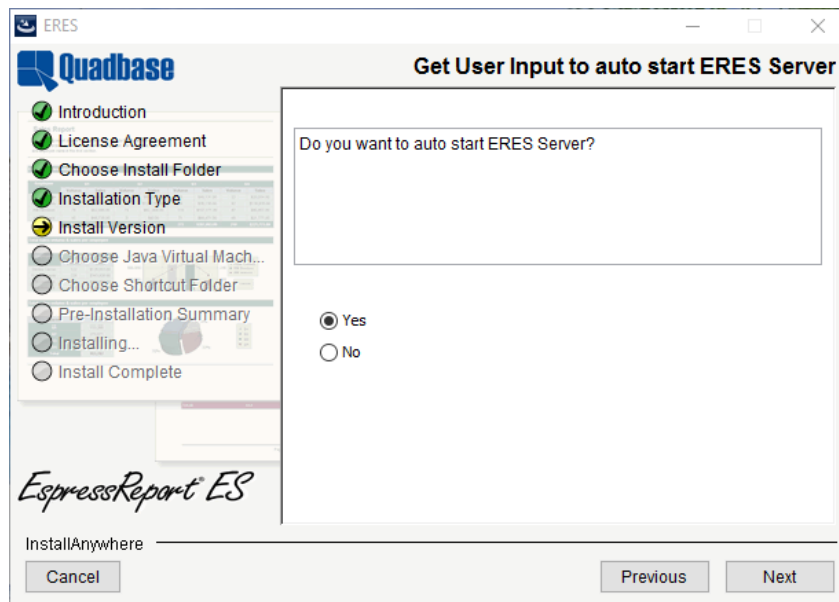 ERES
Quadbase
Get User Input to auto start ERES Server
Introduction
License Agreement
Choose Install Folder
Installation Type
Install Version
Choose Java Virtual Mach...
Choose Shortcut Folder
Pre-Installation Summary
Installing...
Install Complete
Do you want to auto start ERES Server?
Yes
No
EspressReport® ES
InstallAnywhere
Cancel
Previous
Next